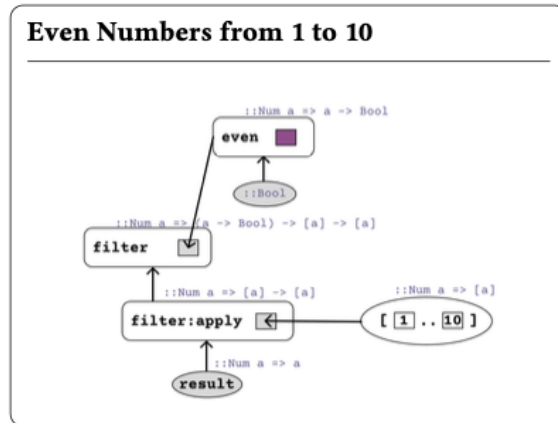 Even Numbers from 1 to 10
::Num a => a -> Bool
even
::Bool
::Num a => (a -> Bool) -> [a] -> [a]
filter
::Num a => [a] -> [a]
::Num a => [a]
filter:apply
[ 1 .. 10 ]
::Num a => a
result